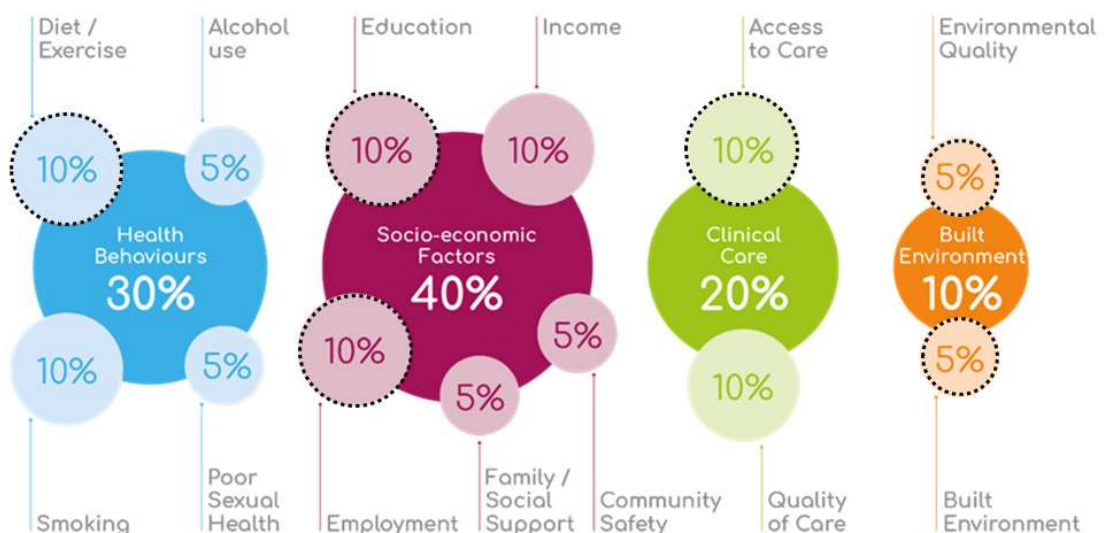 Diet /
Exercise
Alcohol
use
Education
Income
Access
to Care
Environmental
Quality
10%
5%
10%
10%
10%
5%
Health
Behaviours
30%
Socio-economic
Factors
40%
Clinical
Care
20%
Built
Environment
10%
10%
5%
10%
5%
5%
10%
5%
Smoking
Poor
Sexual
Health
Employment
Family /
Social
Support
Community
Safety
Quality
of Care
Built
Environment